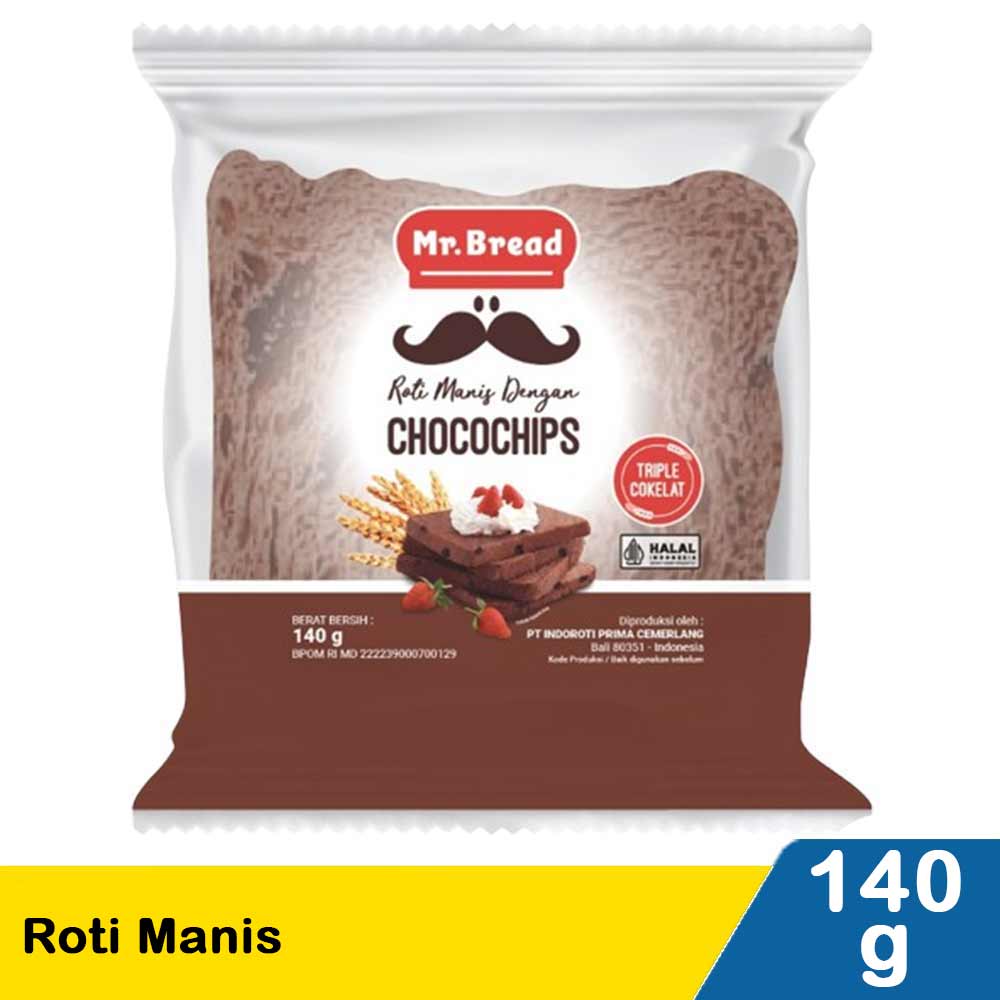 Mr. Bread
Roti Manis Dengan
CHOCOCHIPS
TRIPLE
COKELAT
HALAL
INDONESIA
BERAT BERSIH :
140 g
BPOM RI MD 222239000700129
Diproduksi oleh :
PT INDOROTI PRIMA CEMERLANG
Bali 80351 - Indonesia
Kode Produksi / Baik digunakan sebelum
Roti Manis
140
g